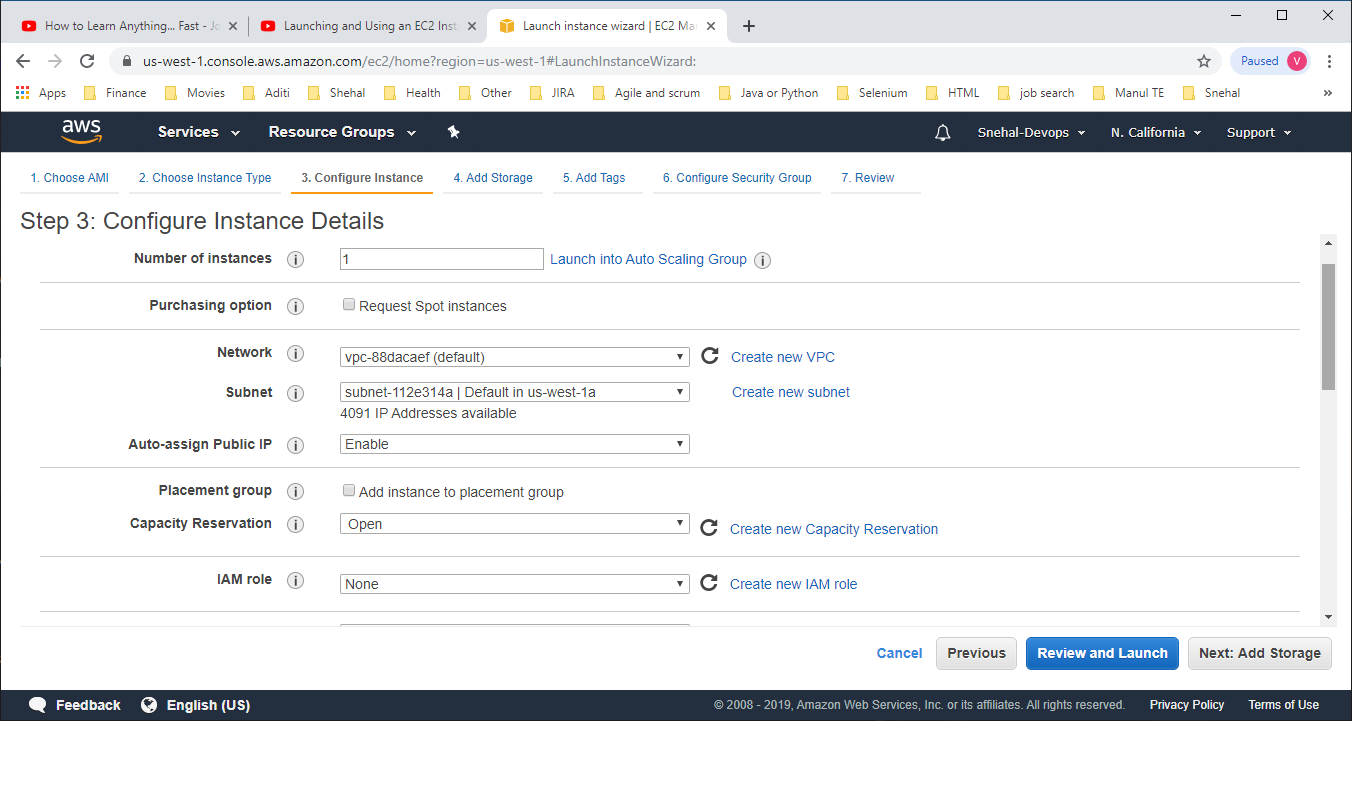 How to Learn Anything... Fast - Jo
Launching and Using an EC2 Inst
Launch instance wizard | EC2 Man
us-west-1.console.aws.amazon.com/ec2/home?region=us-west-1#LaunchInstanceWizard:
Paused V
Apps Finance Movies Aditi Shehal Health Other JIRA Agile and scrum Java or Python Selenium HTML job search Manul TE Snehal »
aws Services Resource Groups Snehal-Devops N. California Support
1. Choose AMI 2. Choose Instance Type 3. Configure Instance 4. Add Storage 5. Add Tags 6. Configure Security Group 7. Review
Step 3: Configure Instance Details
Number of instances i 1 Launch into Auto Scaling Group i
Purchasing option i Request Spot instances
Network i vpc-88dacaef (default) Create new VPC
Subnet i subnet-112e314a | Default in us-west-1a Create new subnet
4091 IP Addresses available
Auto-assign Public IP i Enable
Placement group i Add instance to placement group
Capacity Reservation i Open Create new Capacity Reservation
IAM role i None Create new IAM role
Cancel Previous Review and Launch Next: Add Storage
Feedback English (US) © 2008 - 2019, Amazon Web Services, Inc. or its affiliates. All rights reserved. Privacy Policy Terms of Use